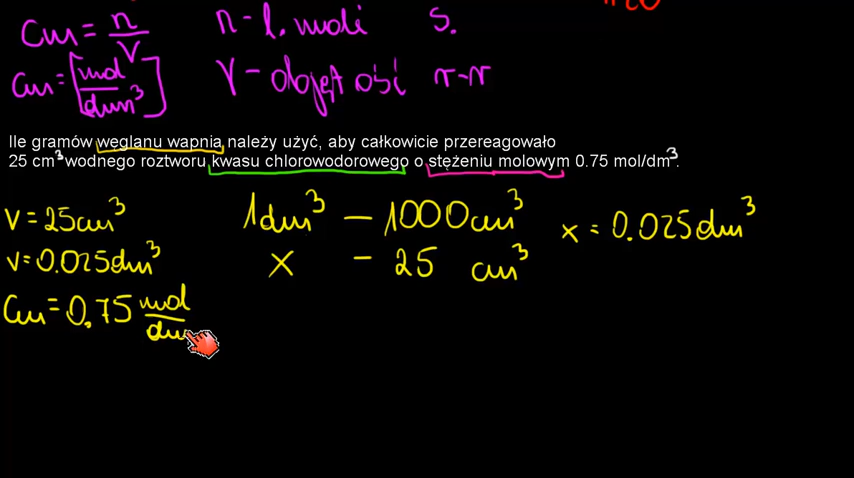 Cm = n/V n - l. moli s.
Cm = [mol/dm³] V - objętość r-r
Ile gramów węglanu wapnia należy użyć, aby całkowicie przereagowało
25 cm³ wodnego roztworu kwasu chlorowodorowego o stężeniu molowym 0.75 mol/dm³.
V = 25cm³ 1dm³ – 1000cm³ x = 0.025dm³
V = 0.025dm³ x – 25 cm³
Cm = 0.75 mol/dm